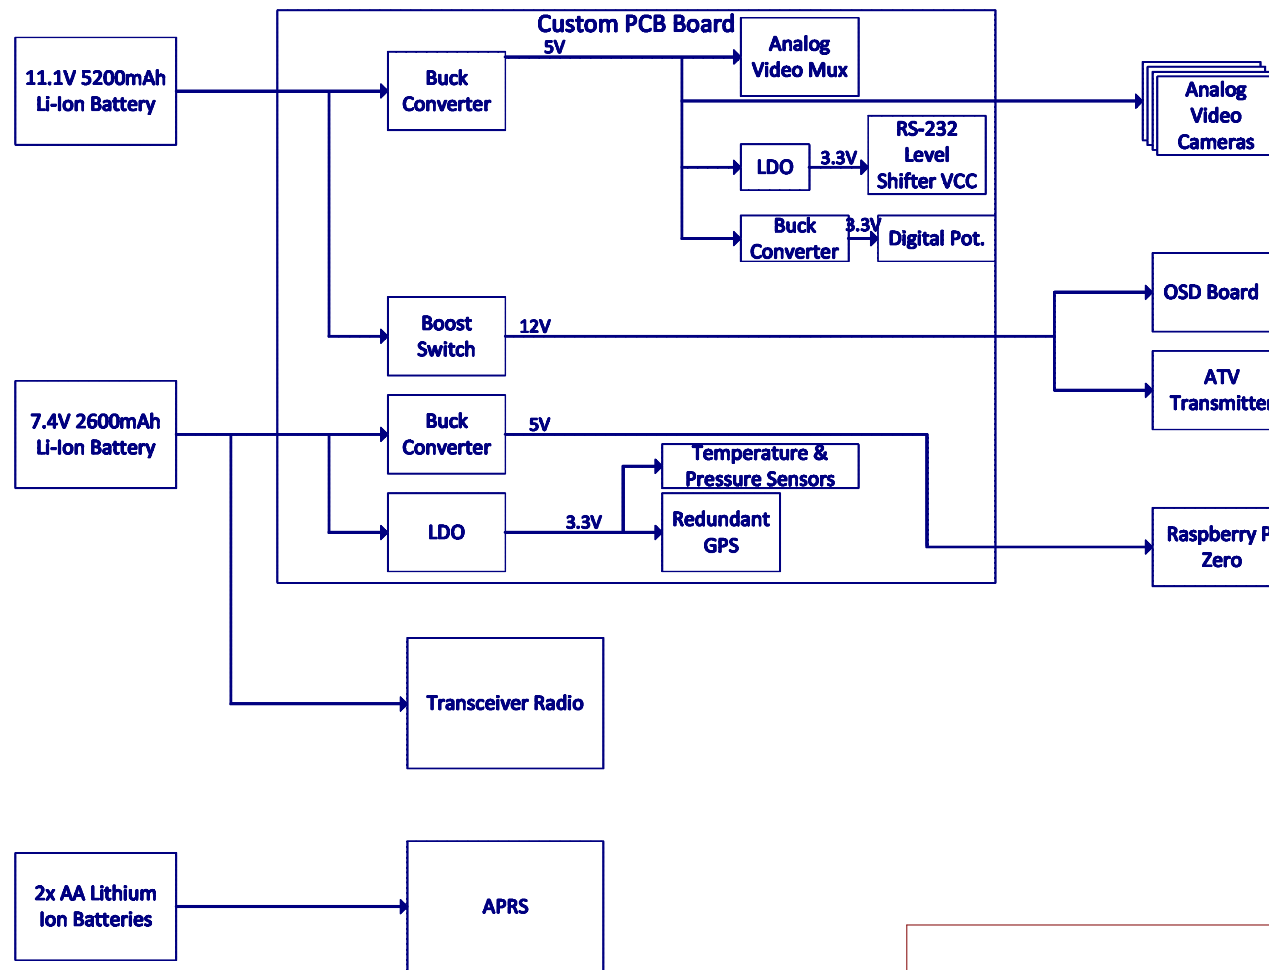 Custom PCB Board
11.1V 5200mAh
Li-Ion Battery
Buck
Converter
5V
Analog
Video Mux
Analog
Video
Cameras
LDO
3.3V
RS-232
Level
Shifter VCC
Buck
Converter
3.3V
Digital Pot.
Boost
Switch
12V
OSD Board
ATV
Transmitter
7.4V 2600mAh
Li-Ion Battery
Buck
Converter
5V
Temperature &
Pressure Sensors
LDO
3.3V
Redundant
GPS
Raspberry P
Zero
Transceiver Radio
2x AA Lithium
Ion Batteries
APRS